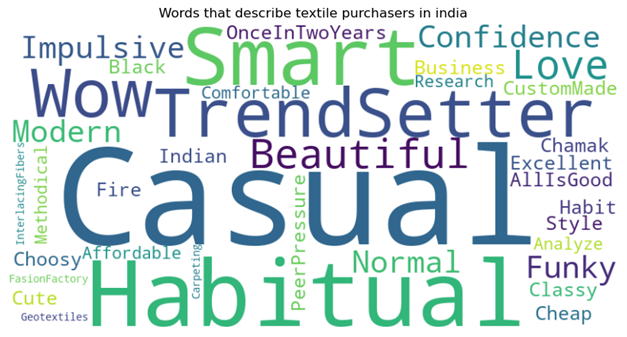 Words that describe textile purchasers in india
OnceInTwoYears
Impulsive
Smart
Confidence
Black
Business
Love
Wow
Comfortable
Research
CustomMade
TrendSetter
Modern
Beautiful
Chamak
InterlacingFibers
Methodical
Indian
Excellent
Casual
AllIsGood
Fire
PeerPressure
Habit
Style
Choosy
Affordable
Carpeting
Normal
Analyze
Funky
FasionFactory
Habitual
Classy
Cute
Geotextiles
Cheap